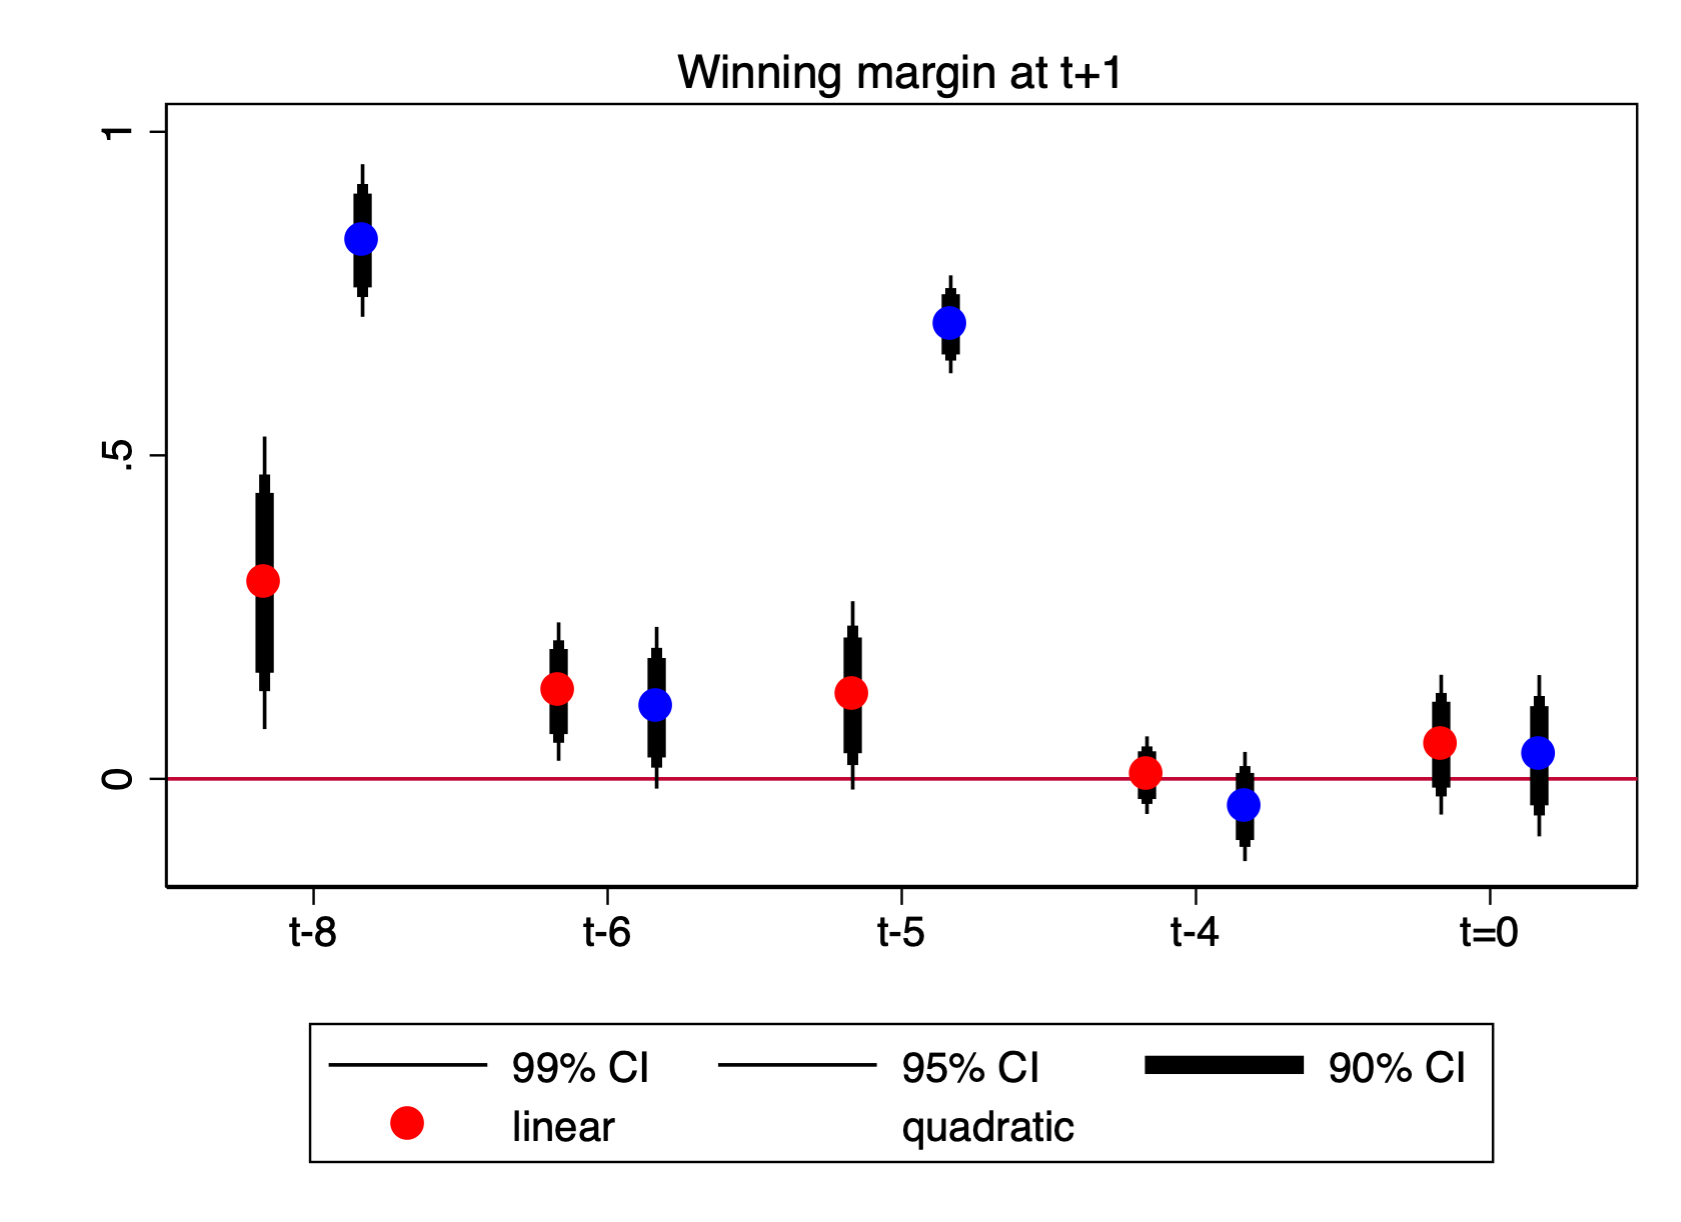 Winning margin at t+1
1
.5
0
t-8 t-6 t-5 t-4 t=0
99% CI 95% CI 90% CI
linear quadratic